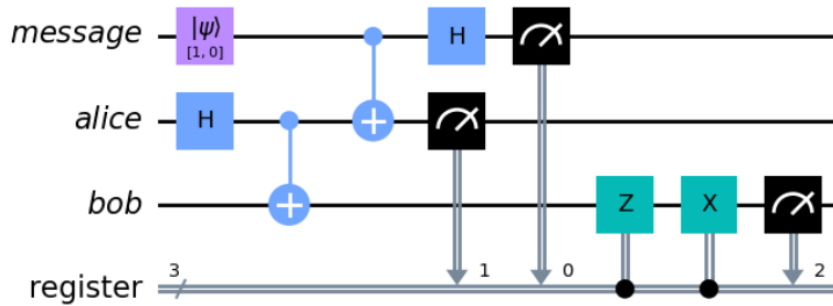 message |ψ⟩ H
[1, 0]
alice H
bob Z X
3 1 0 2
register